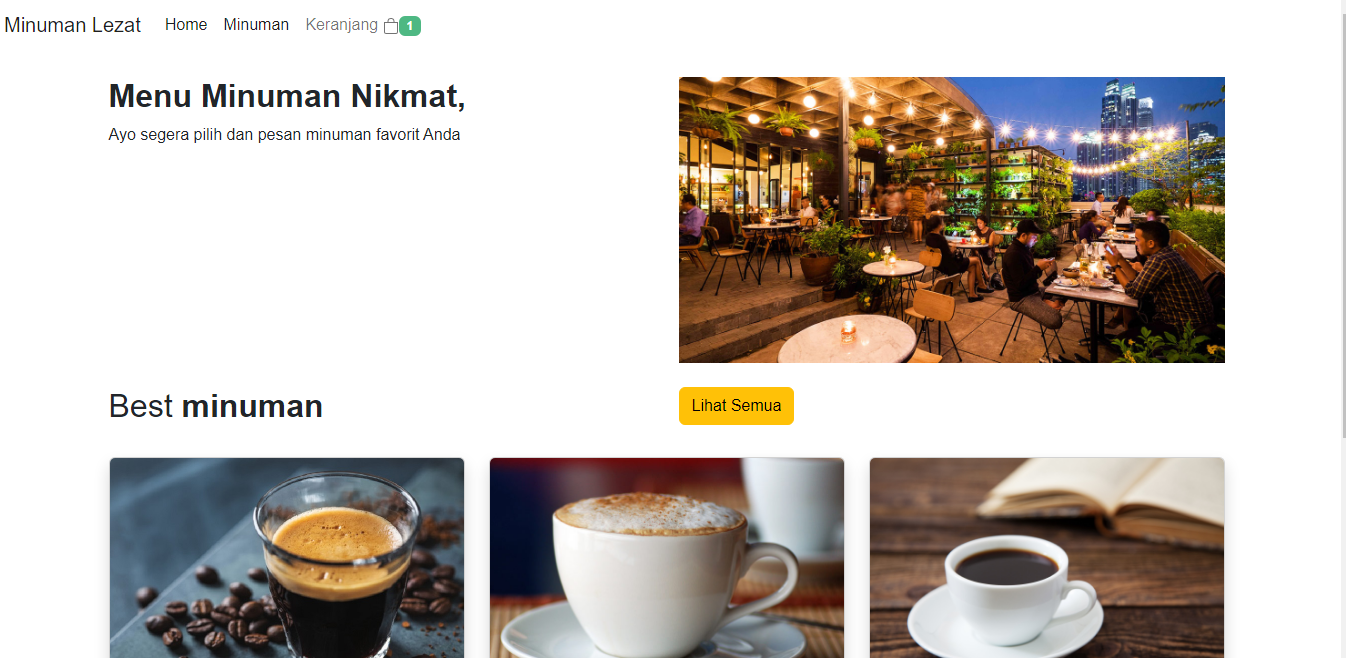 Minuman Lezat Home Minuman Keranjang 1
Menu Minuman Nikmat,
Ayo segera pilih dan pesan minuman favorit Anda
Best minuman
Lihat Semua